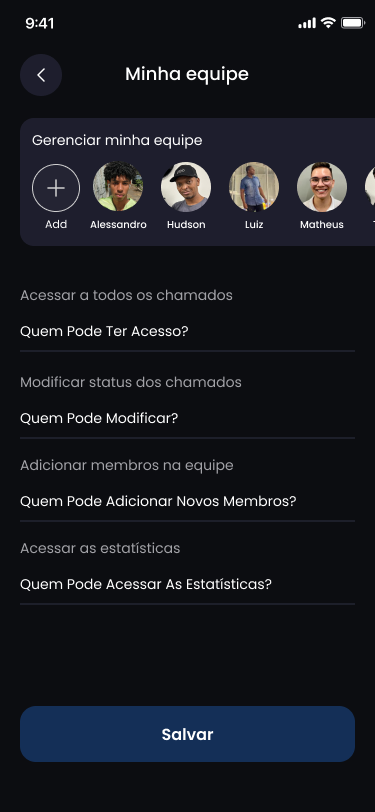 9:41
Minha equipe
Gerenciar minha equipe
Add Alessandro Hudson Luiz Matheus
Acessar a todos os chamados
Quem Pode Ter Acesso?
Modificar status dos chamados
Quem Pode Modificar?
Adicionar membros na equipe
Quem Pode Adicionar Novos Membros?
Acessar as estatísticas
Quem Pode Acessar As Estatísticas?
Salvar